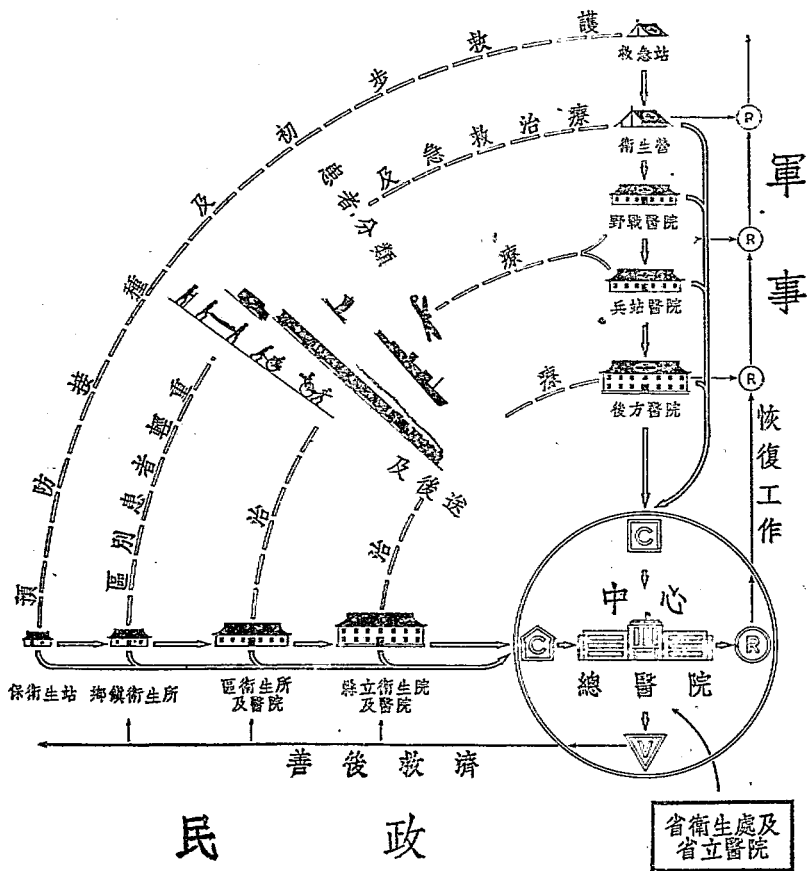 救急站
預防接種及初步救護
衛生營
患者分類及急救治療
R
軍事
野戰醫院
R
療
兵站醫院
後方醫院
R
療
恢復工作
區別患者輕重
治
及後送
治
C
中心
C
R
總醫院
U
保衛生站
鄉鎮衛生所
區衛生所
及醫院
縣立衛生院
及醫院
善後救濟
民政
省衛生處及
省立醫院